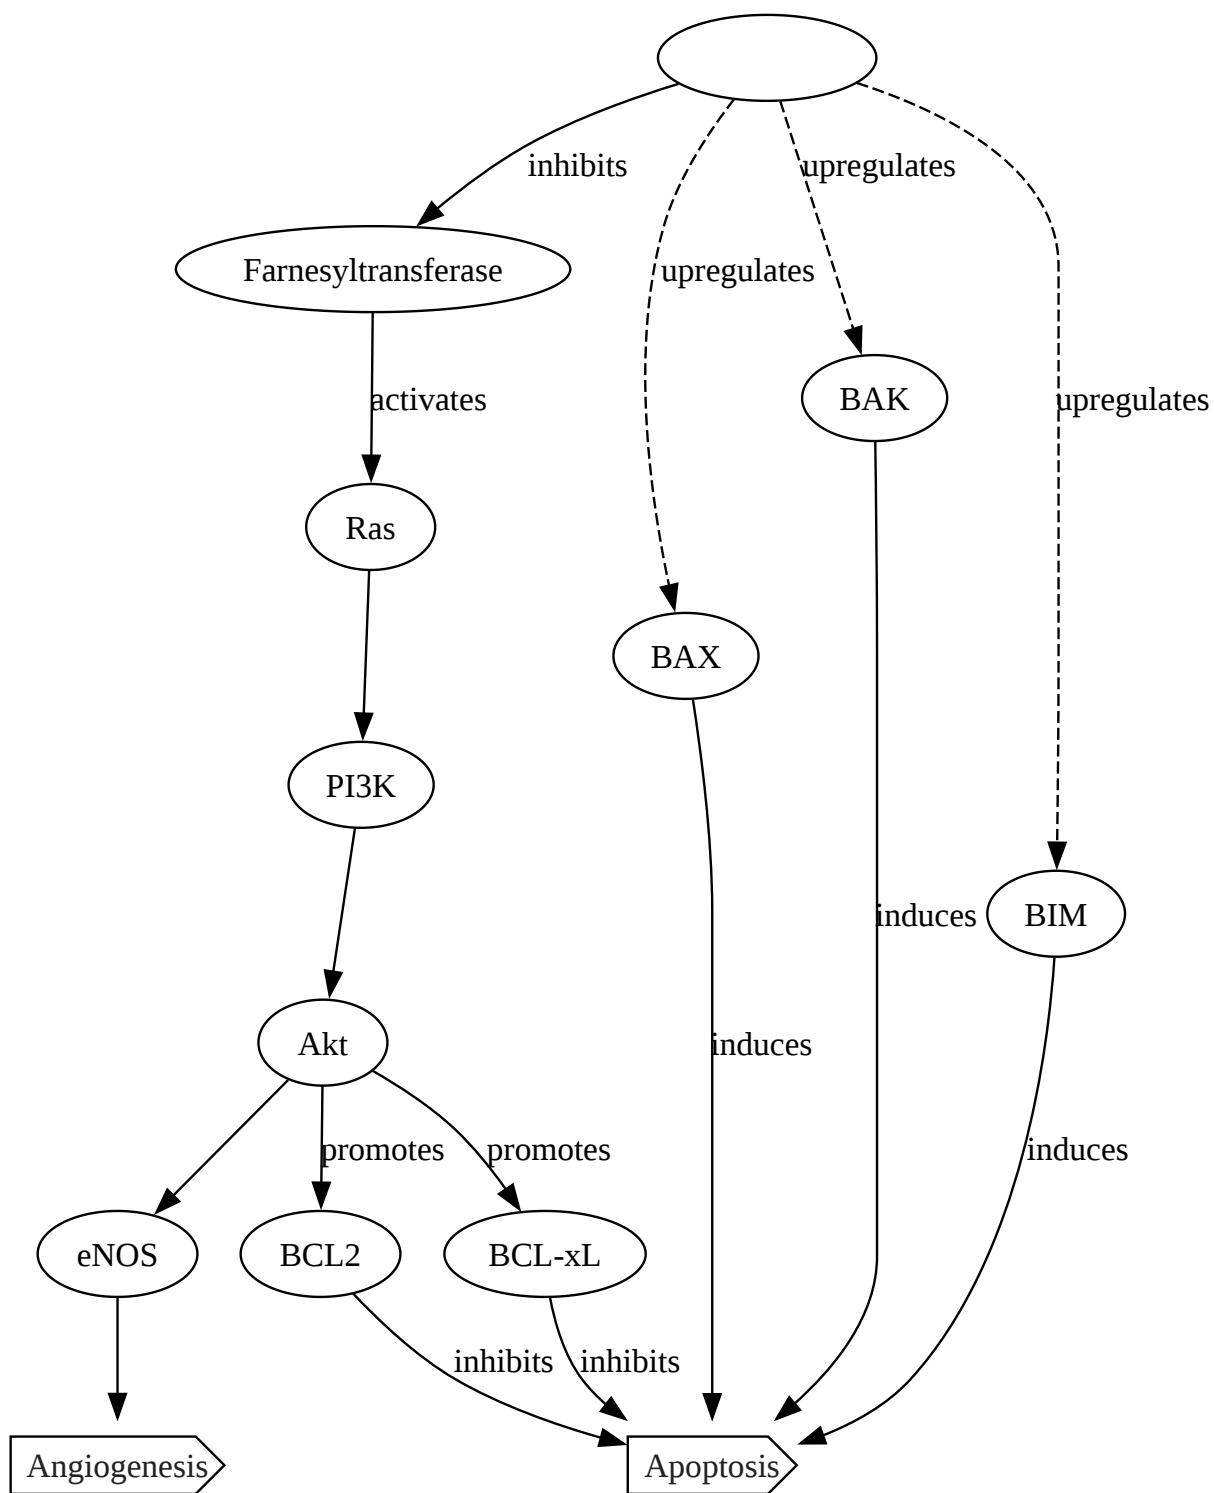 inhibits
upregulates
Farnesyltransferase
upregulates
activates
BAK
upregulates
Ras
BAX
PI3K
induces
BIM
Akt
induces
promotes
promotes
induces
eNOS
BCL2
BCL-xL
inhibits
inhibits
Angiogenesis
Apoptosis